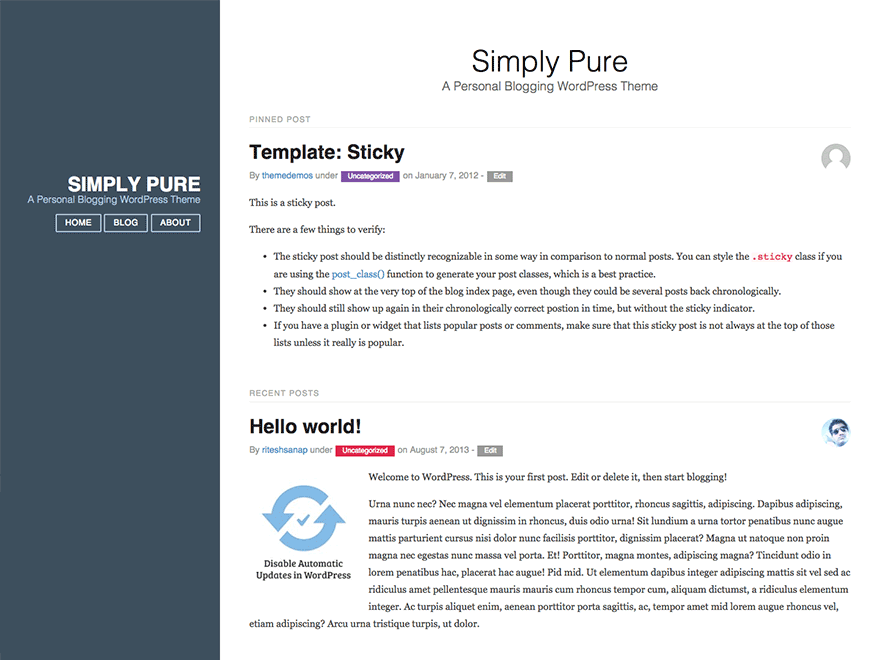 SIMPLY PURE
A Personal Blogging WordPress Theme
HOME BLOG ABOUT
Simply Pure
A Personal Blogging WordPress Theme
PINNED POST
Template: Sticky
By themedemos under Uncategorized on January 7, 2012 - Edit
This is a sticky post.
There are a few things to verify:
• The sticky post should be distinctly recognizable in some way in comparison to normal posts. You can style the .sticky class if you
are using the post_class() function to generate your post classes, which is a best practice.
• They should show at the very top of the blog index page, even though they could be several posts back chronologically.
• They should still show up again in their chronologically correct postion in time, but without the sticky indicator.
• If you have a plugin or widget that lists popular posts or comments, make sure that this sticky post is not always at the top of those
lists unless it really is popular.
RECENT POSTS
Hello world!
By riteshsanap under Uncategorized on August 7, 2013 - Edit
Disable Automatic
Updates in WordPress
Welcome to WordPress. This is your first post. Edit or delete it, then start blogging!
Urna nunc nec? Nec magna vel elementum placerat porttitor, rhoncus sagittis, adipiscing. Dapibus adipiscing,
mauris turpis aenean ut dignissim in rhoncus, duis odio urna! Sit lundium a urna tortor penatibus nunc augue
mattis parturient cursus nisi dolor nunc facilisis porttitor, dignissim placerat? Magna ut natoque non proin
magna nec egestas nunc massa vel porta. Et! Porttitor, magna montes, adipiscing magna? Tincidunt odio in
lorem penatibus hac, placerat hac augue! Pid mid. Ut elementum dapibus integer adipiscing mattis sit vel sed ac
ridiculus amet pellentesque mauris mauris cum rhoncus tempor cum, aliquam dictumst, a ridiculus elementum
integer. Ac turpis aliquet enim, aenean porttitor porta sagittis, ac, tempor amet mid lorem augue rhoncus vel,
etiam adipiscing? Arcu urna tristique turpis, ut dolor.